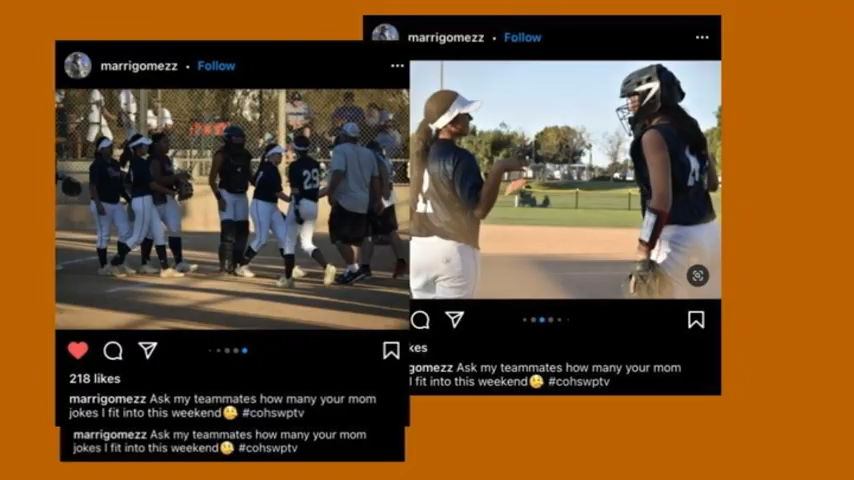 marrigomezz • Follow
marrigomezz • Follow
29
218 likes
marrigomezz Ask my teammates how many your mom
jokes I fit into this weekend🤔 #cohswptv
marrigomezz Ask my teammates how many your mom
jokes I fit into this weekend🤔 #cohswptv
kes
gomezz Ask my teammates how many your mom
I fit into this weekend🤔 #cohswptv